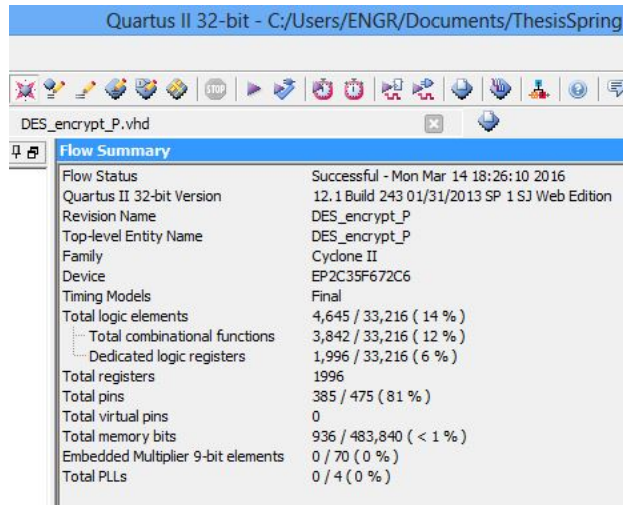 Quartus II 32-bit - C:/Users/ENGR/Documents/ThesisSpring
STOP
DES_encrypt_P.vhd
Flow Summary
Flow Status Successful - Mon Mar 14 18:26:10 2016
Quartus II 32-bit Version 12.1 Build 243 01/31/2013 SP 1 SJ Web Edition
Revision Name DES_encrypt_P
Top-level Entity Name DES_encrypt_P
Family Cyclone II
Device EP2C35F672C6
Timing Models Final
Total logic elements 4,645 / 33,216 ( 14 % )
Total combinational functions 3,842 / 33,216 ( 12 % )
Dedicated logic registers 1,996 / 33,216 ( 6 % )
Total registers 1996
Total pins 385 / 475 ( 81 % )
Total virtual pins 0
Total memory bits 936 / 483,840 ( < 1 % )
Embedded Multiplier 9-bit elements 0 / 70 ( 0 % )
Total PLLs 0 / 4 ( 0 % )